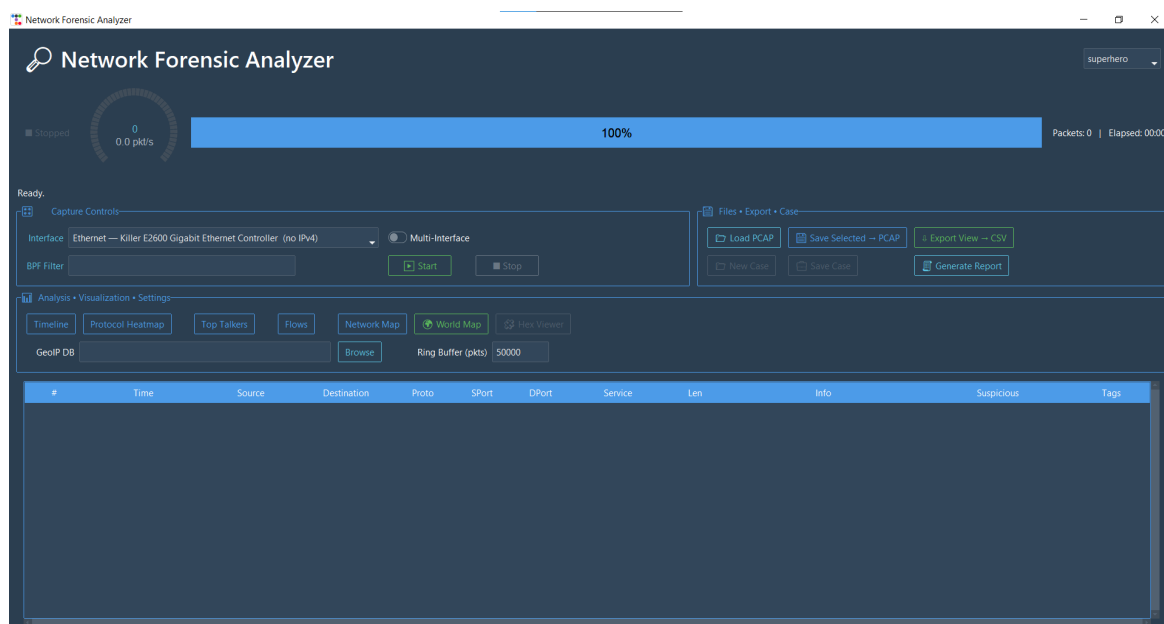 Network Forensic Analyzer
Network Forensic Analyzer
superhero
Stopped
0
0.0 pkt/s
100%
Packets: 0 | Elapsed: 00:00
Ready.
Capture Controls
Interface Ethernet — Killer E2600 Gigabit Ethernet Controller (no IPv4) Multi-Interface
BPF Filter Start Stop
Files • Export • Case
Load PCAP Save Selected → PCAP ⇩ Export View → CSV
New Case Save Case Generate Report
Analysis • Visualization • Settings
Timeline Protocol Heatmap Top Talkers Flows Network Map World Map Hex Viewer
GeoIP DB Browse Ring Buffer (pkts) 50000
# Time Source Destination Proto SPort DPort Service Len Info Suspicious Tags